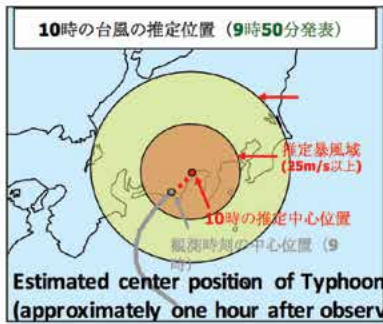 10時の台風の推定位置（9時50分発表）
推定暴風域
(25m/s以上)
10時の推定中心位置
観測時刻の中心位置（9
時）
Estimated center position of Typhoon
(approximately one hour after observ